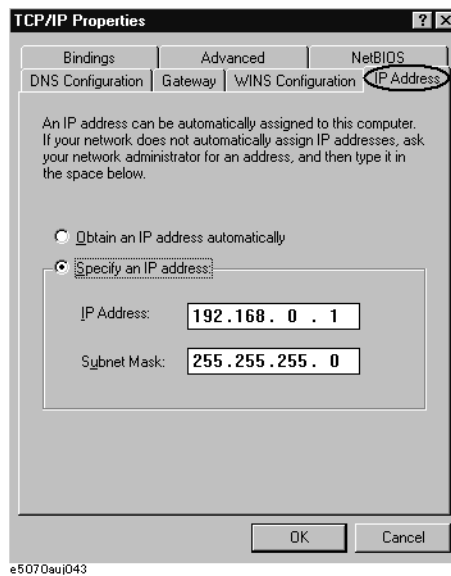 TCP/IP Properties
? X
Bindings Advanced NetBIOS
DNS Configuration Gateway WINS Configuration IP Address
An IP address can be automatically assigned to this computer.
If your network does not automatically assign IP addresses, ask
your network administrator for an address, and then type it in
the space below.
Obtain an IP address automatically
Specify an IP address:
IP Address: 192.168. 0 . 1
Subnet Mask: 255.255.255. 0
OK Cancel
e5070auj043